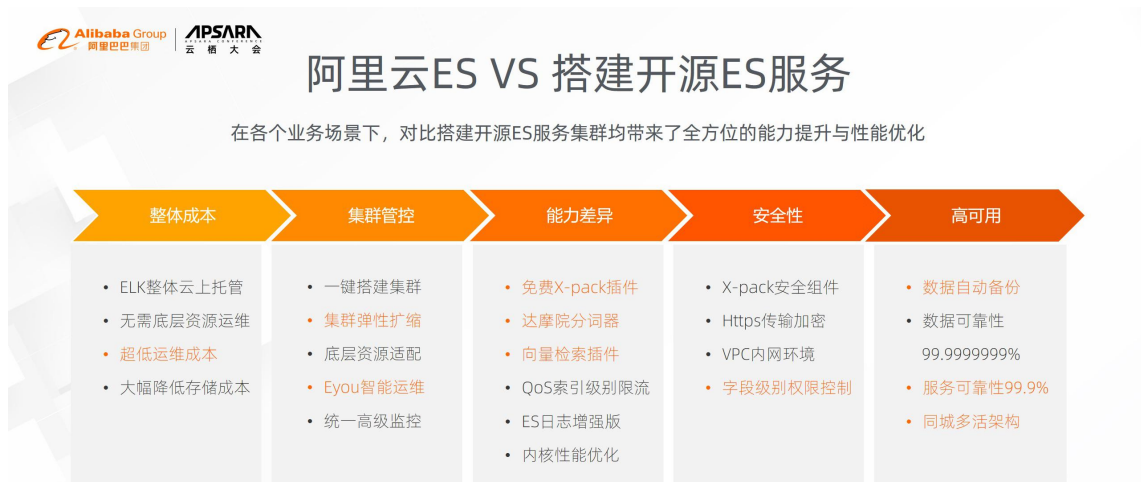 Alibaba Group
阿里巴巴集团
APSARA
APSARA CONFERENCE
云栖大会
阿里云ES VS 搭建开源ES服务
在各个业务场景下，对比搭建开源ES服务集群均带来了全方位的能力提升与性能优化
整体成本
• ELK整体云上托管
• 无需底层资源运维
• 超低运维成本
• 大幅降低存储成本
集群管控
• 一键搭建集群
• 集群弹性扩缩
• 底层资源适配
• Eyou智能运维
• 统一高级监控
能力差异
• 免费X-pack插件
• 达摩院分词器
• 向量检索插件
• QoS索引级别限流
• ES日志增强版
• 内核性能优化
安全性
• X-pack安全组件
• Https传输加密
• VPC内网环境
• 字段级别权限控制
高可用
• 数据自动备份
• 数据可靠性
99.9999999%
• 服务可靠性99.9%
• 同城多活架构